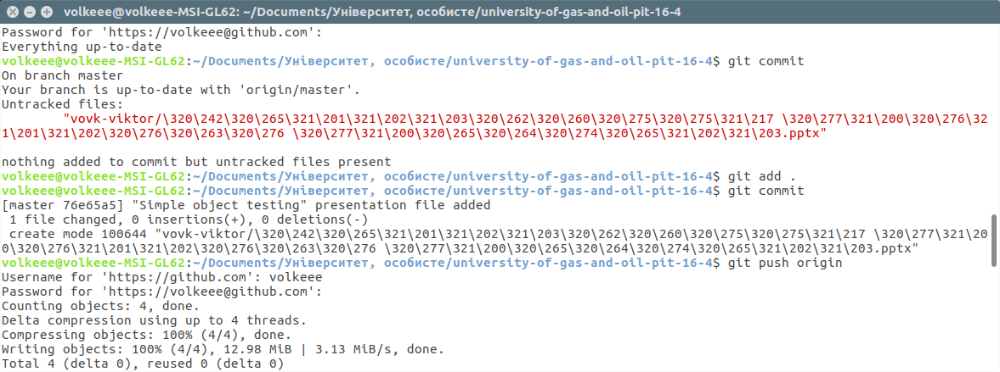 volkeee@volkeee-MSI-GL62: ~/Documents/Університет, особисте/university-of-gas-and-oil-pit-16-4
Password for 'https://volkeee@github.com':
Everything up-to-date
volkeee@volkeee-MSI-GL62:~/Documents/Університет, особисте/university-of-gas-and-oil-pit-16-4$ git commit
On branch master
Your branch is up-to-date with 'origin/master'.
Untracked files:
"vovk-viktor/\320\242\320\265\321\201\321\202\321\203\320\262\320\260\320\275\320\275\321\217 \320\277\321\200\320\276\32
1\201\321\202\320\276\320\263\320\276 \320\277\321\200\320\265\320\264\320\274\320\265\321\202\321\203.pptx"
nothing added to commit but untracked files present
volkeee@volkeee-MSI-GL62:~/Documents/Університет, особисте/university-of-gas-and-oil-pit-16-4$ git add .
volkeee@volkeee-MSI-GL62:~/Documents/Університет, особисте/university-of-gas-and-oil-pit-16-4$ git commit
[master 76e65a5] "Simple object testing" presentation file added
1 file changed, 0 insertions(+), 0 deletions(-)
create mode 100644 "vovk-viktor/\320\242\320\265\321\201\321\202\321\203\320\262\320\260\320\275\320\275\321\217 \320\277\321\20
0\320\276\321\201\321\202\320\276\320\263\320\276 \320\277\321\200\320\265\320\264\320\274\320\265\321\202\321\203.pptx"
volkeee@volkeee-MSI-GL62:~/Documents/Університет, особисте/university-of-gas-and-oil-pit-16-4$ git push origin
Username for 'https://github.com': volkeee
Password for 'https://volkeee@github.com':
Counting objects: 4, done.
Delta compression using up to 4 threads.
Compressing objects: 100% (4/4), done.
Writing objects: 100% (4/4), 12.98 MiB | 3.13 MiB/s, done.
Total 4 (delta 0), reused 0 (delta 0)